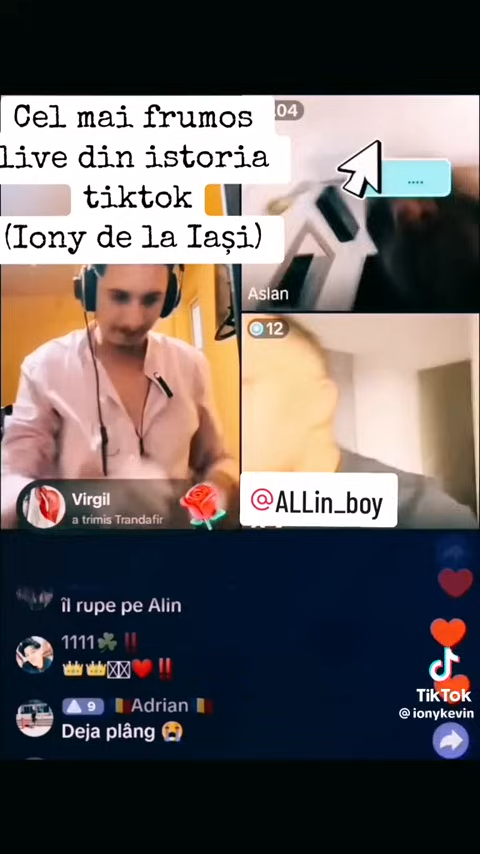 Cel mai frumos
live din istoria
tiktok
(Iony de la Iași)
04
....
Aslan
12
@ALLin_boy
Virgil
a trimis Trandafir
îl rupe pe Alin
1111☘️‼️
👑👑❤️‼️
9 🇷🇴Adrian🇷🇴
Deja plâng 😭
TikTok
@ionykevin